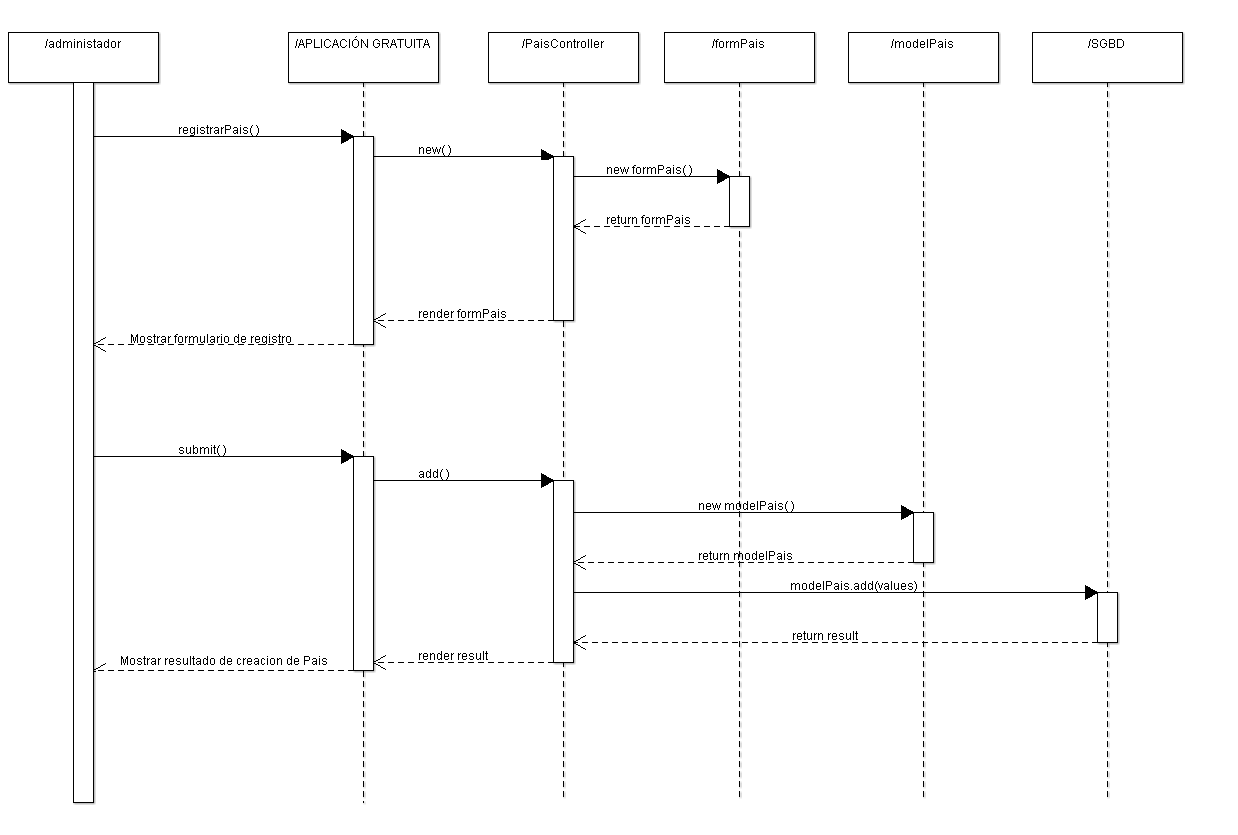 /administador
/APLICACIÓN GRATUITA
/PaisController
/formPais
/modelPais
/SGBD
registrarPais()
new()
new formPais()
return formPais
render formPais
Mostrar formulario de registro
submit()
add()
new modelPais()
return modelPais
modelPais.add(values)
return result
render result
Mostrar resultado de creacion de Pais